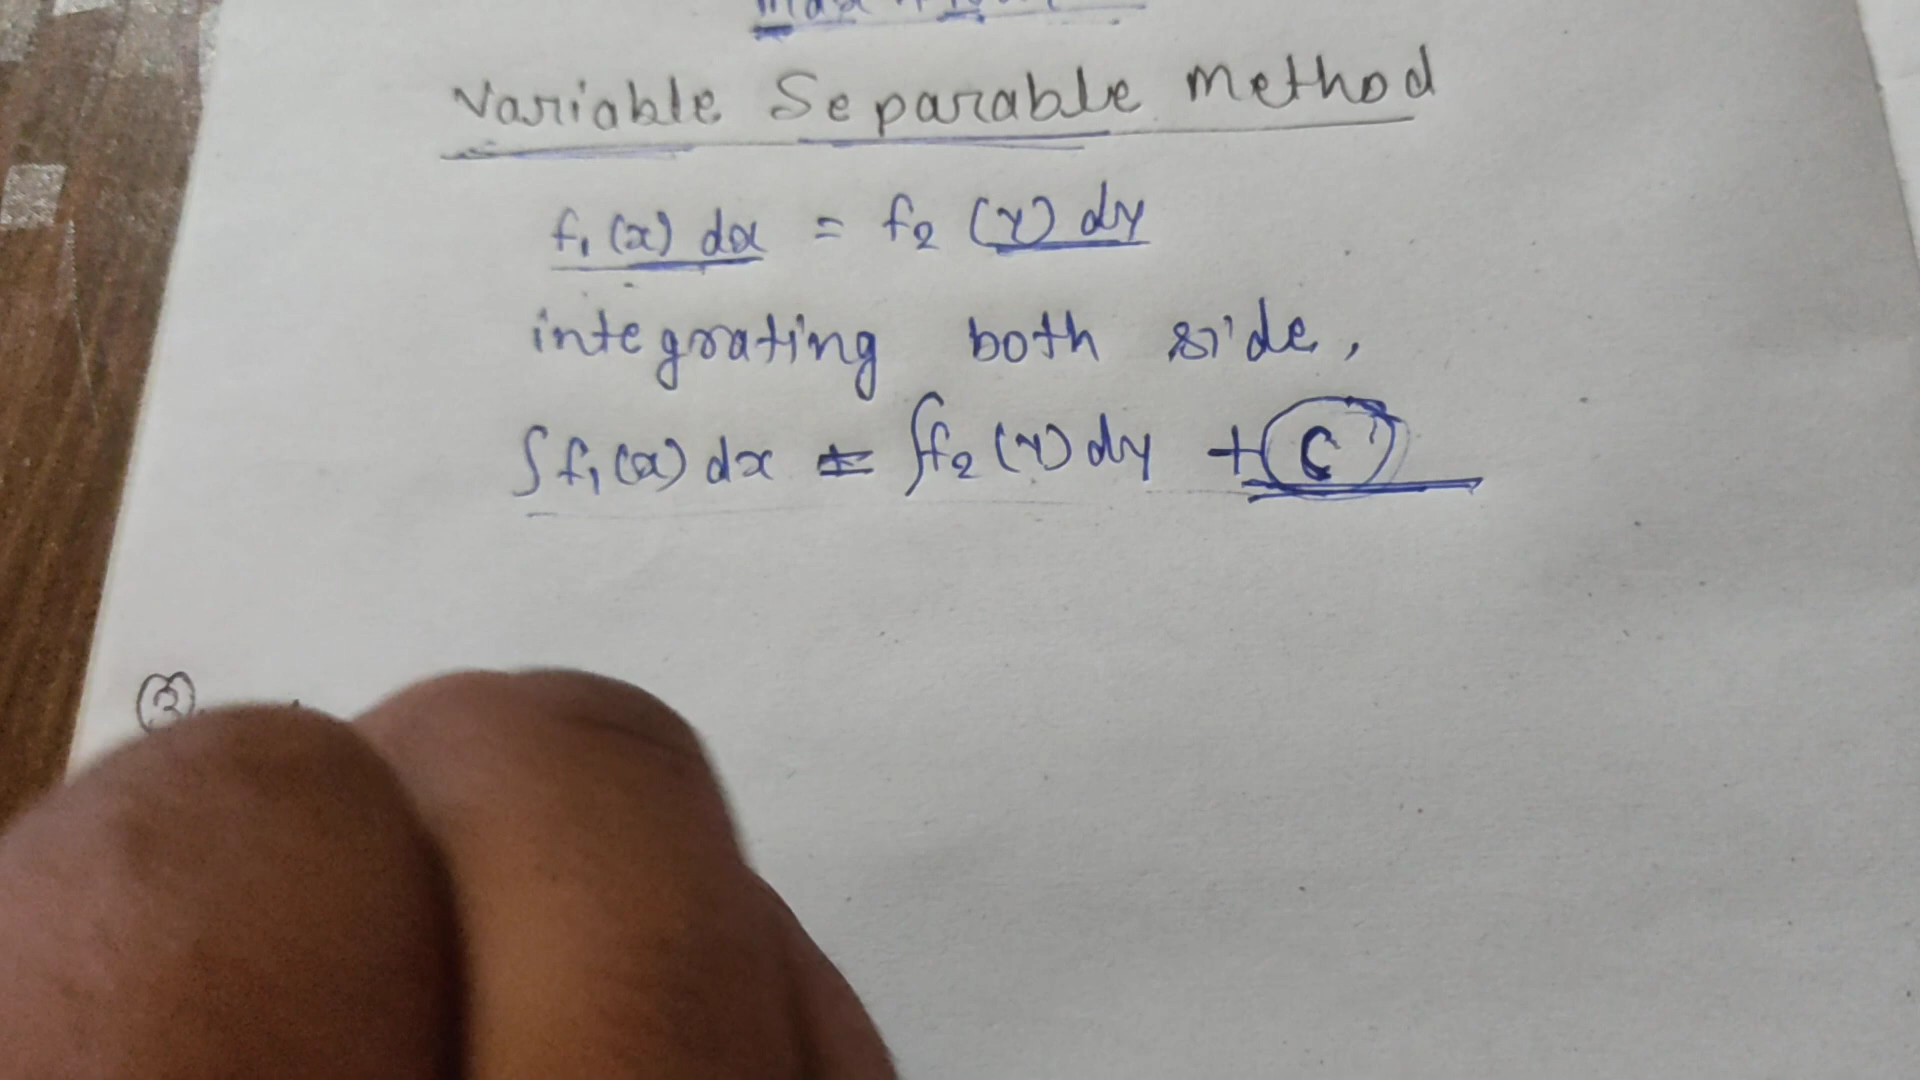 Variable Separable method
f₁ (x) dx = f₂ (y) dy
integrating both side,
∫f₁(x) dx = ∫f₂ (y) dy + C
③